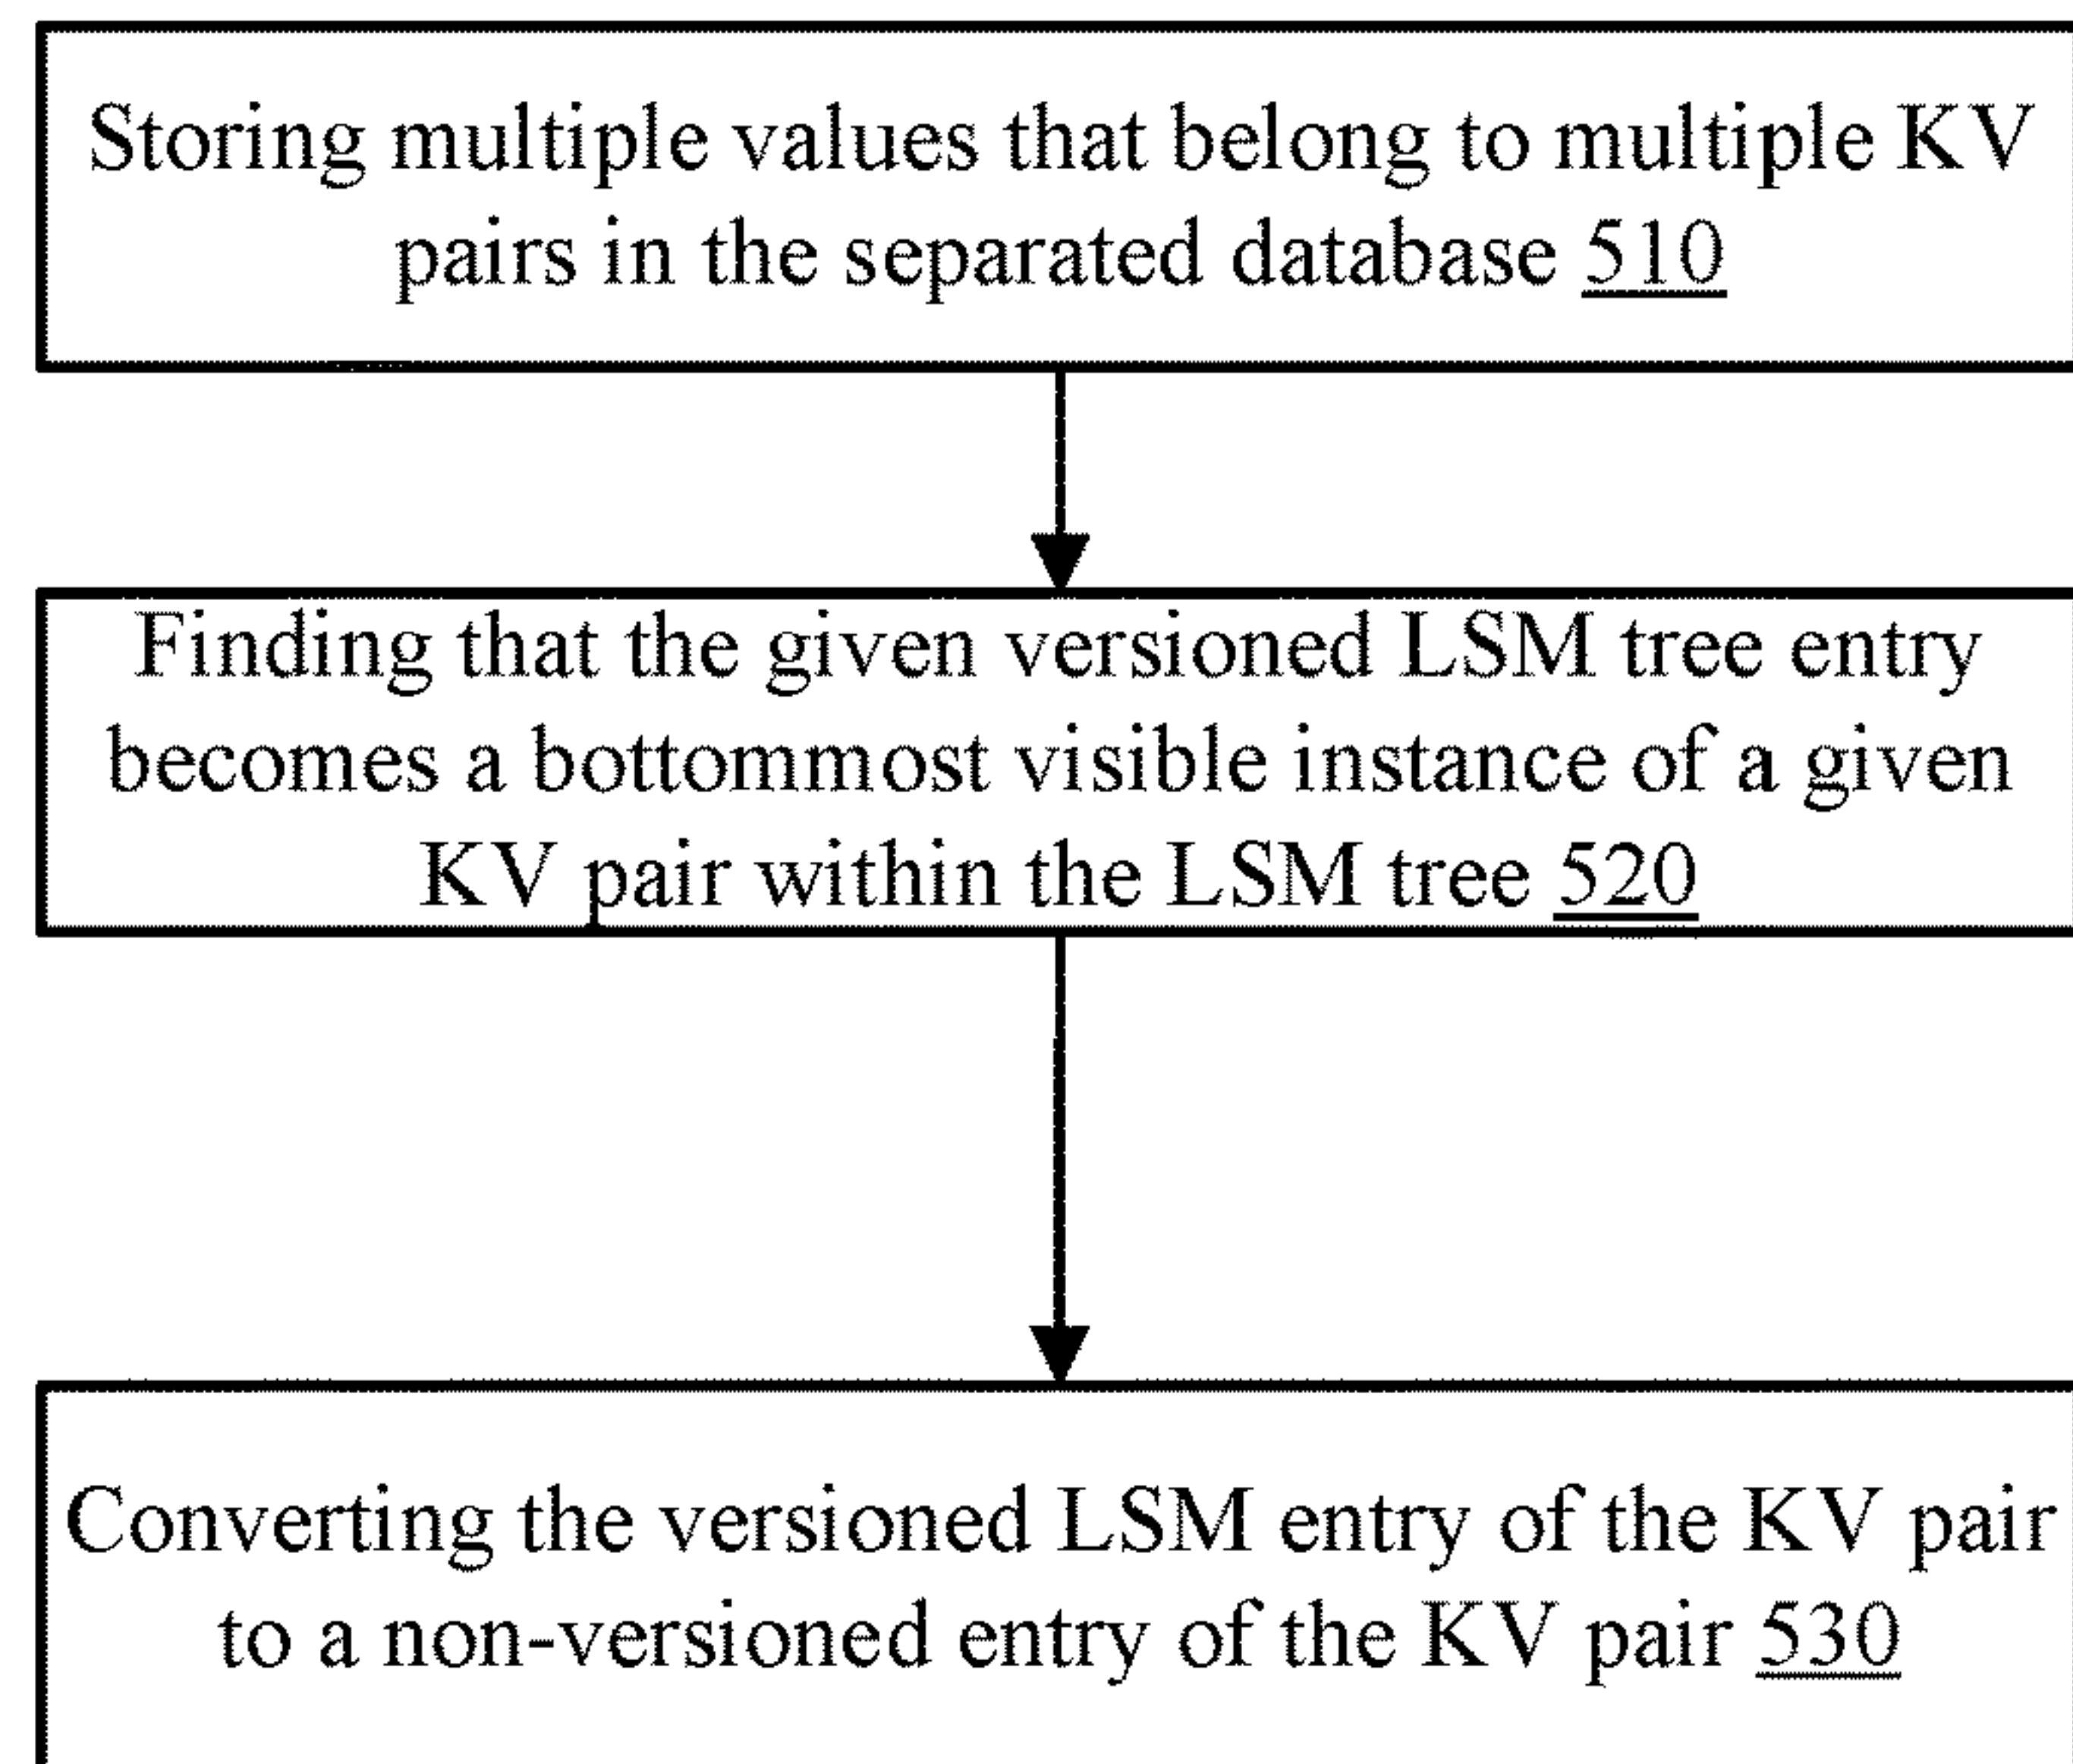 Storing multiple values that belong to multiple KV
pairs in the separated database 510
Finding that the given versioned LSM tree entry
becomes a bottommost visible instance of a given
KV pair within the LSM tree 520
Converting the versioned LSM entry of the KV pair
to a non-versioned entry of the KV pair 530